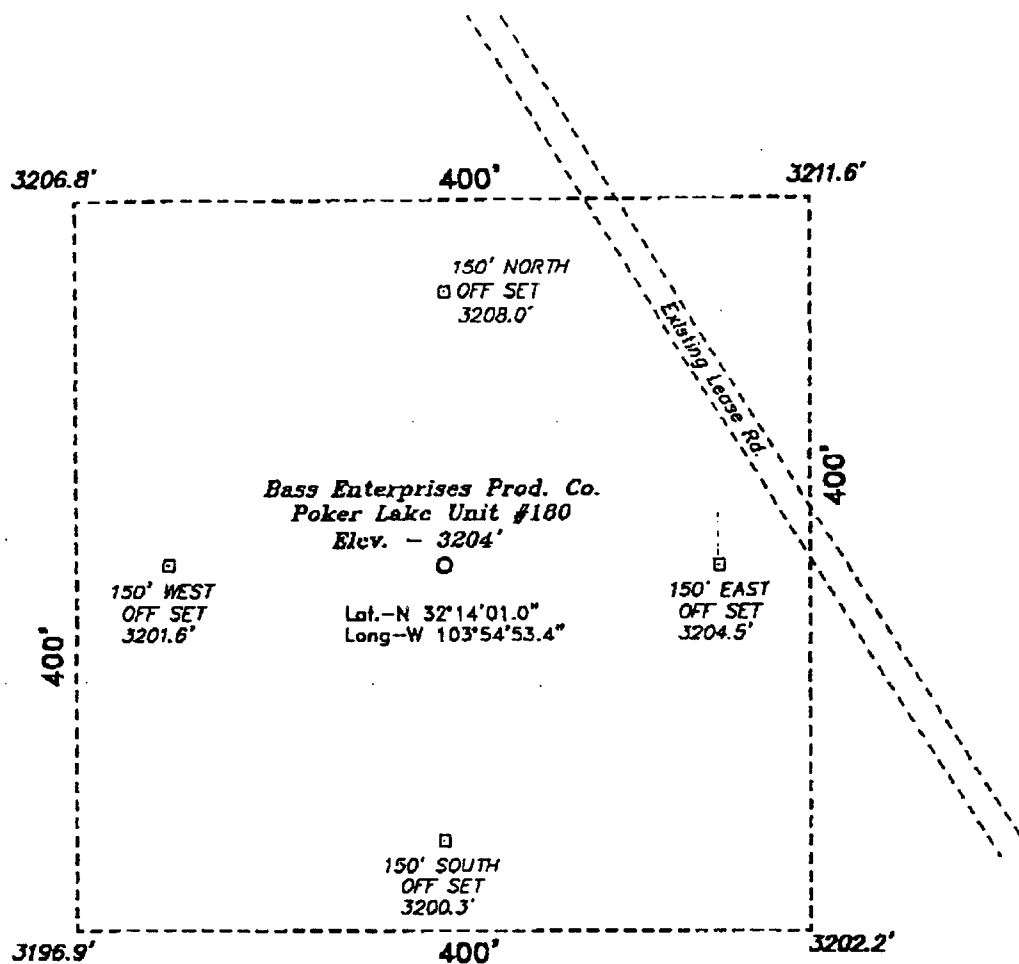 3206.8'
400'
3211.6'
150' NORTH
OFF SET
3208.0'
Existing Lease Rd.
400'
Bass Enterprises Prod. Co.
Poker Lake Unit #180
Elev. - 3204'
150' WEST
OFF SET
3201.6'
Lat.-N 32°14'01.0"
Long-W 103°54'53.4"
150' EAST
OFF SET
3204.5'
400'
150' SOUTH
OFF SET
3200.3'
3196.9'
400'
3202.2'